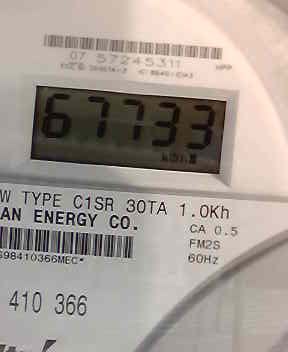 07 57245311
67733
W TYPE C1SR 30TA 1.0Kh
AN ENERGY CO.
CA 0.5
FM2S
60Hz
698410366MEC*
410 366